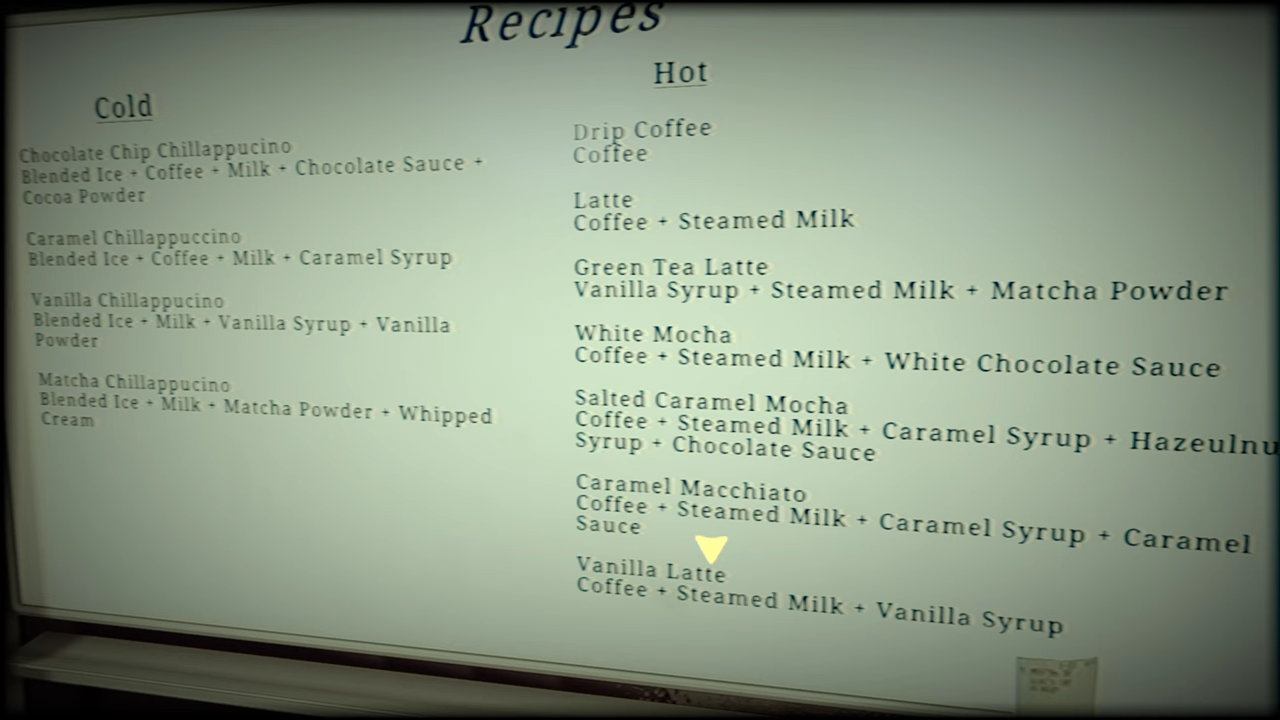 Recipes
Cold
Chocolate Chip Chillappucino
Blended Ice + Coffee + Milk + Chocolate Sauce +
Cocoa Powder
Caramel Chillappuccino
Blended Ice + Coffee + Milk + Caramel Syrup
Vanilla Chillappucino
Blended Ice + Milk + Vanilla Syrup + Vanilla
Powder
Matcha Chillappucino
Blended Ice + Milk + Matcha Powder + Whipped
Cream
Hot
Drip Coffee
Coffee
Latte
Coffee + Steamed Milk
Green Tea Latte
Vanilla Syrup + Steamed Milk + Matcha Powder
White Mocha
Coffee + Steamed Milk + White Chocolate Sauce
Salted Caramel Mocha
Coffee + Steamed Milk + Caramel Syrup + Hazeulnu
Syrup + Chocolate Sauce
Caramel Macchiato
Coffee + Steamed Milk + Caramel Syrup + Caramel
Sauce
Vanilla Latte
Coffee + Steamed Milk + Vanilla Syrup